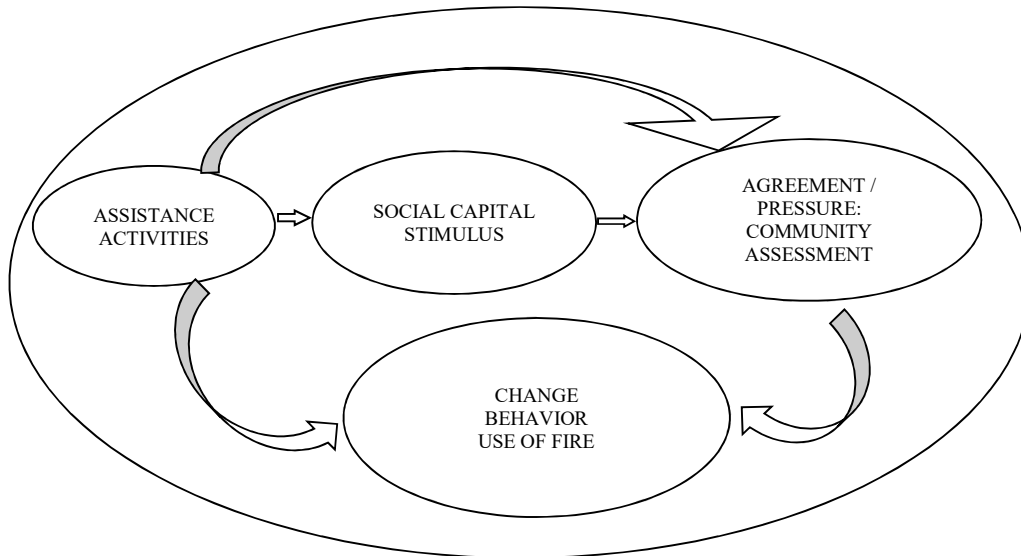 ASSISTANCE
ACTIVITIES
SOCIAL CAPITAL
STIMULUS
AGREEMENT /
PRESSURE:
COMMUNITY
ASSESSMENT
CHANGE
BEHAVIOR
USE OF FIRE